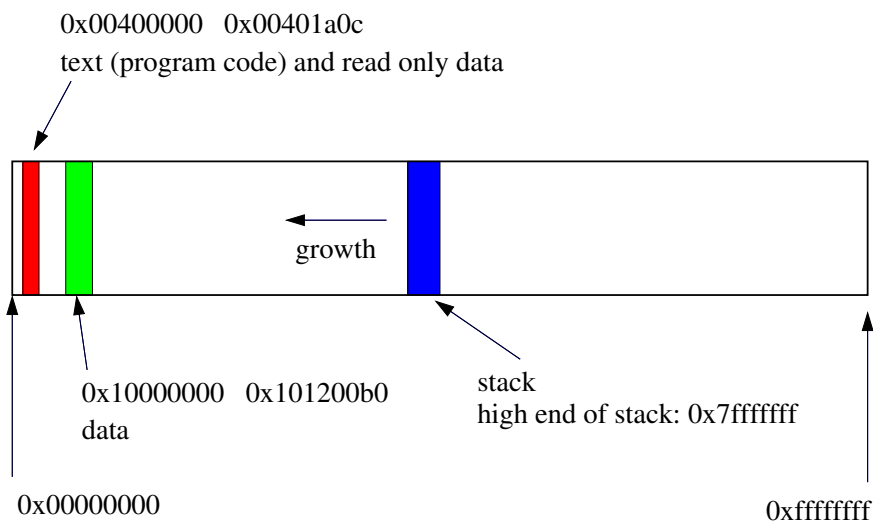 0x00400000 0x00401a0c
text (program code) and read only data
growth
0x10000000 0x101200b0
data
stack
high end of stack: 0x7fffffff
0x00000000
0xffffffff